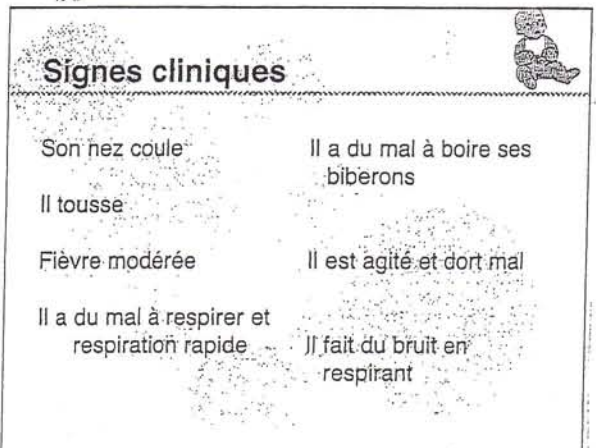 Signes cliniques
Son nez coule
Il tousse
Fièvre modérée
Il a du mal à respirer et
respiration rapide
Il a du mal à boire ses
biberons
Il est agité et dort mal
Il fait du bruit en
respirant